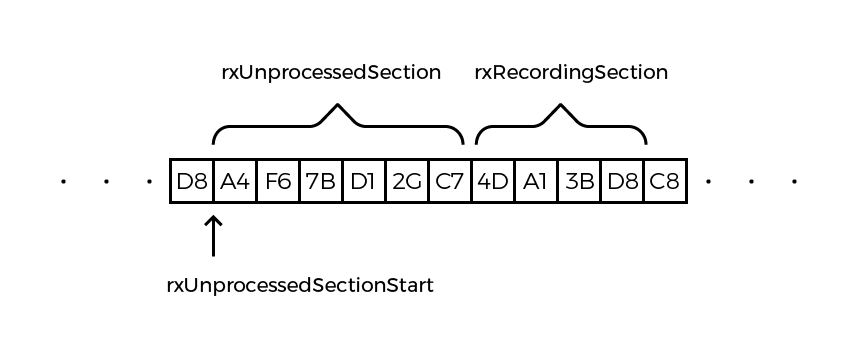 rxUnprocessedSection rxRecordingSection
D8 A4 F6 7B D1 2G C7 4D A1 3B D8 C8
rxUnprocessedSectionStart